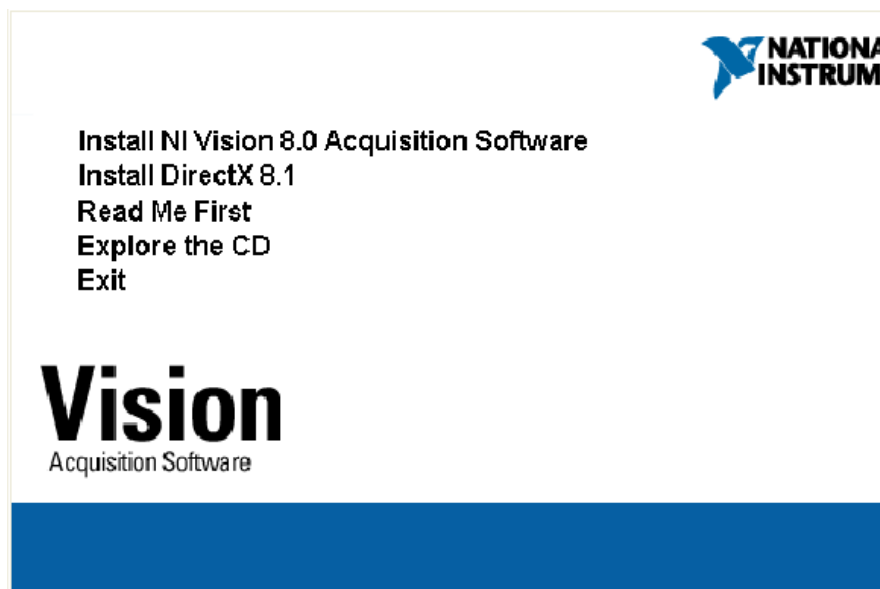 NATIONA
INSTRUM
Install NI Vision 8.0 Acquisition Software
Install DirectX 8.1
Read Me First
Explore the CD
Exit
Vision
Acquisition Software